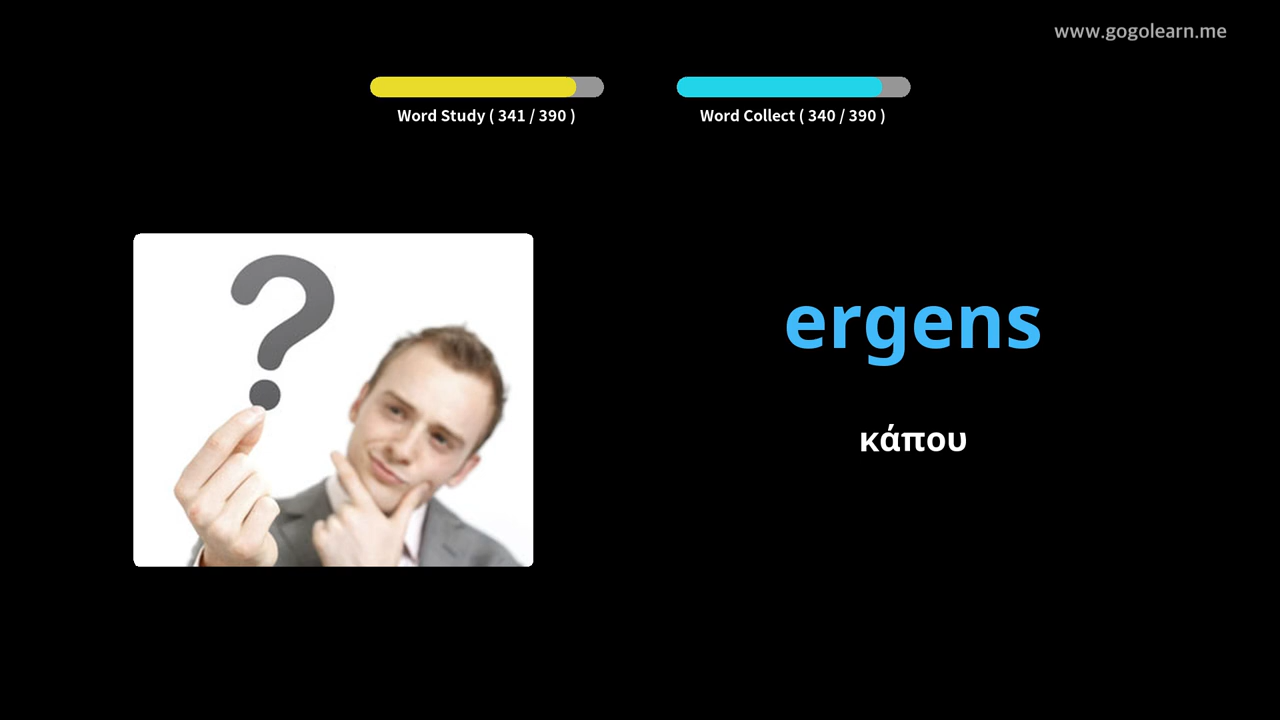 www.gogolearn.me
Word Study ( 341 / 390 )
Word Collect ( 340 / 390 )
?
ergens
κάπου